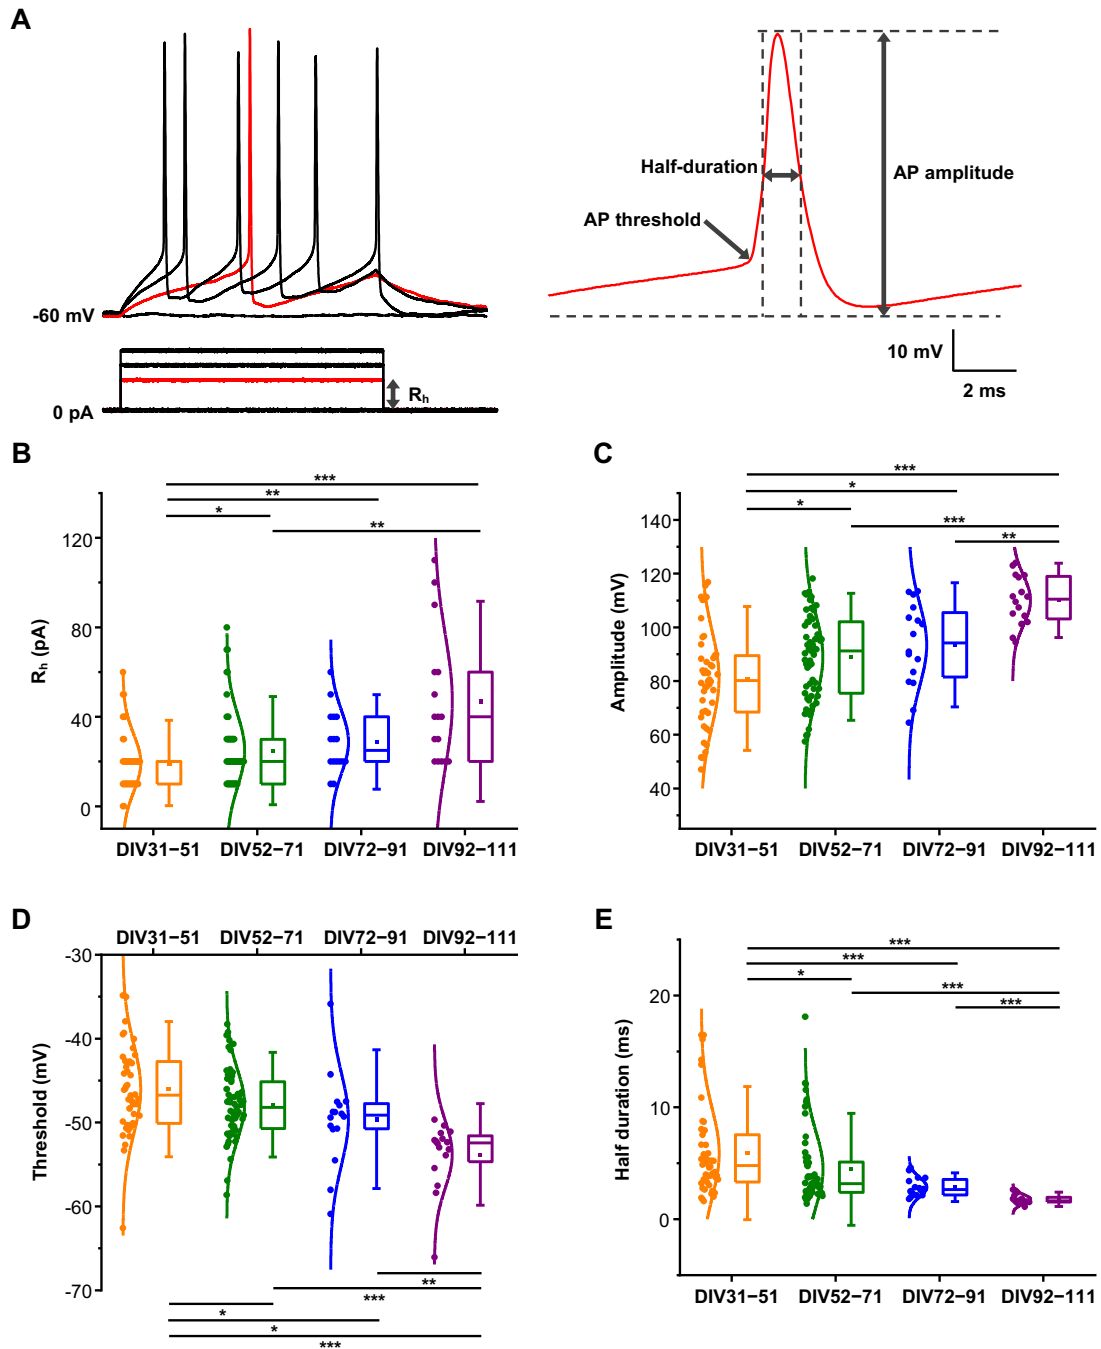 A
-60 mV
0 pA
Rh
Half-duration
AP threshold
AP amplitude
10 mV
2 ms
B
***
**
*
**
Rh (pA)
120
80
40
0
DIV31–51 DIV52–71 DIV72–91 DIV92–111
C
***
*
*
***
**
Amplitude (mV)
140
120
100
80
60
40
DIV31–51 DIV52–71 DIV72–91 DIV92–111
D
DIV31–51 DIV52–71 DIV72–91 DIV92–111
Threshold (mV)
-30
-40
-50
-60
-70
**
***
*
*
***
E
***
***
*
***
***
Half duration (ms)
20
10
0
DIV31–51 DIV52–71 DIV72–91 DIV92–111